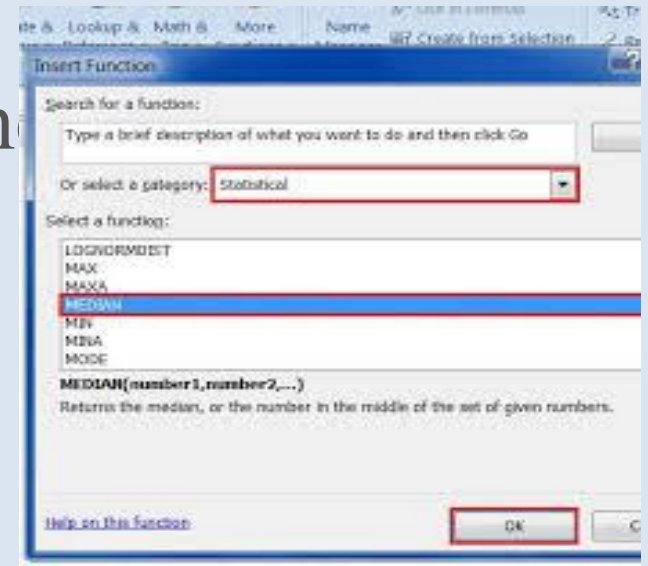 Lookup & Math & More Name
Create from Selection
Insert Function
Search for a function:
Type a brief description of what you want to do and then click Go
Or select a category: Statistical
Select a function:
LOGNORMDIST
MAX
MAXA
MEDIAN
MIN
MINA
MODE
MEDIAN(number1,number2,...)
Returns the median, or the number in the middle of the set of given numbers.
Help on this function
OK